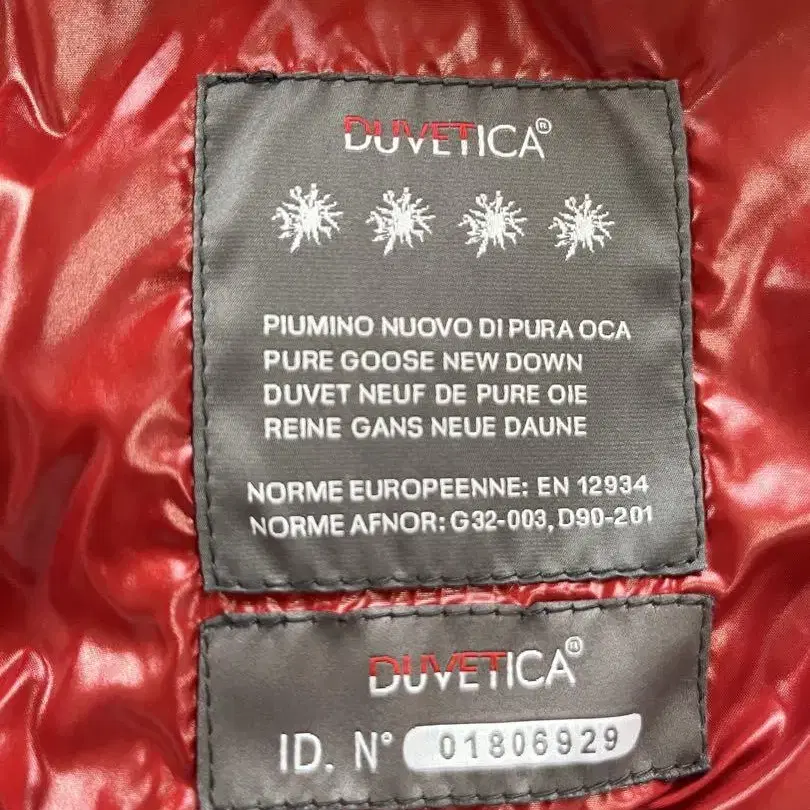 DUVETICA®
PIUMINO NUOVO DI PURA OCA
PURE GOOSE NEW DOWN
DUVET NEUF DE PURE OIE
REINE GANS NEUE DAUNE
NORME EUROPEENNE: EN 12934
NORME AFNOR: G32-003, D90-201
DUVETICA®
ID. N° 01806929